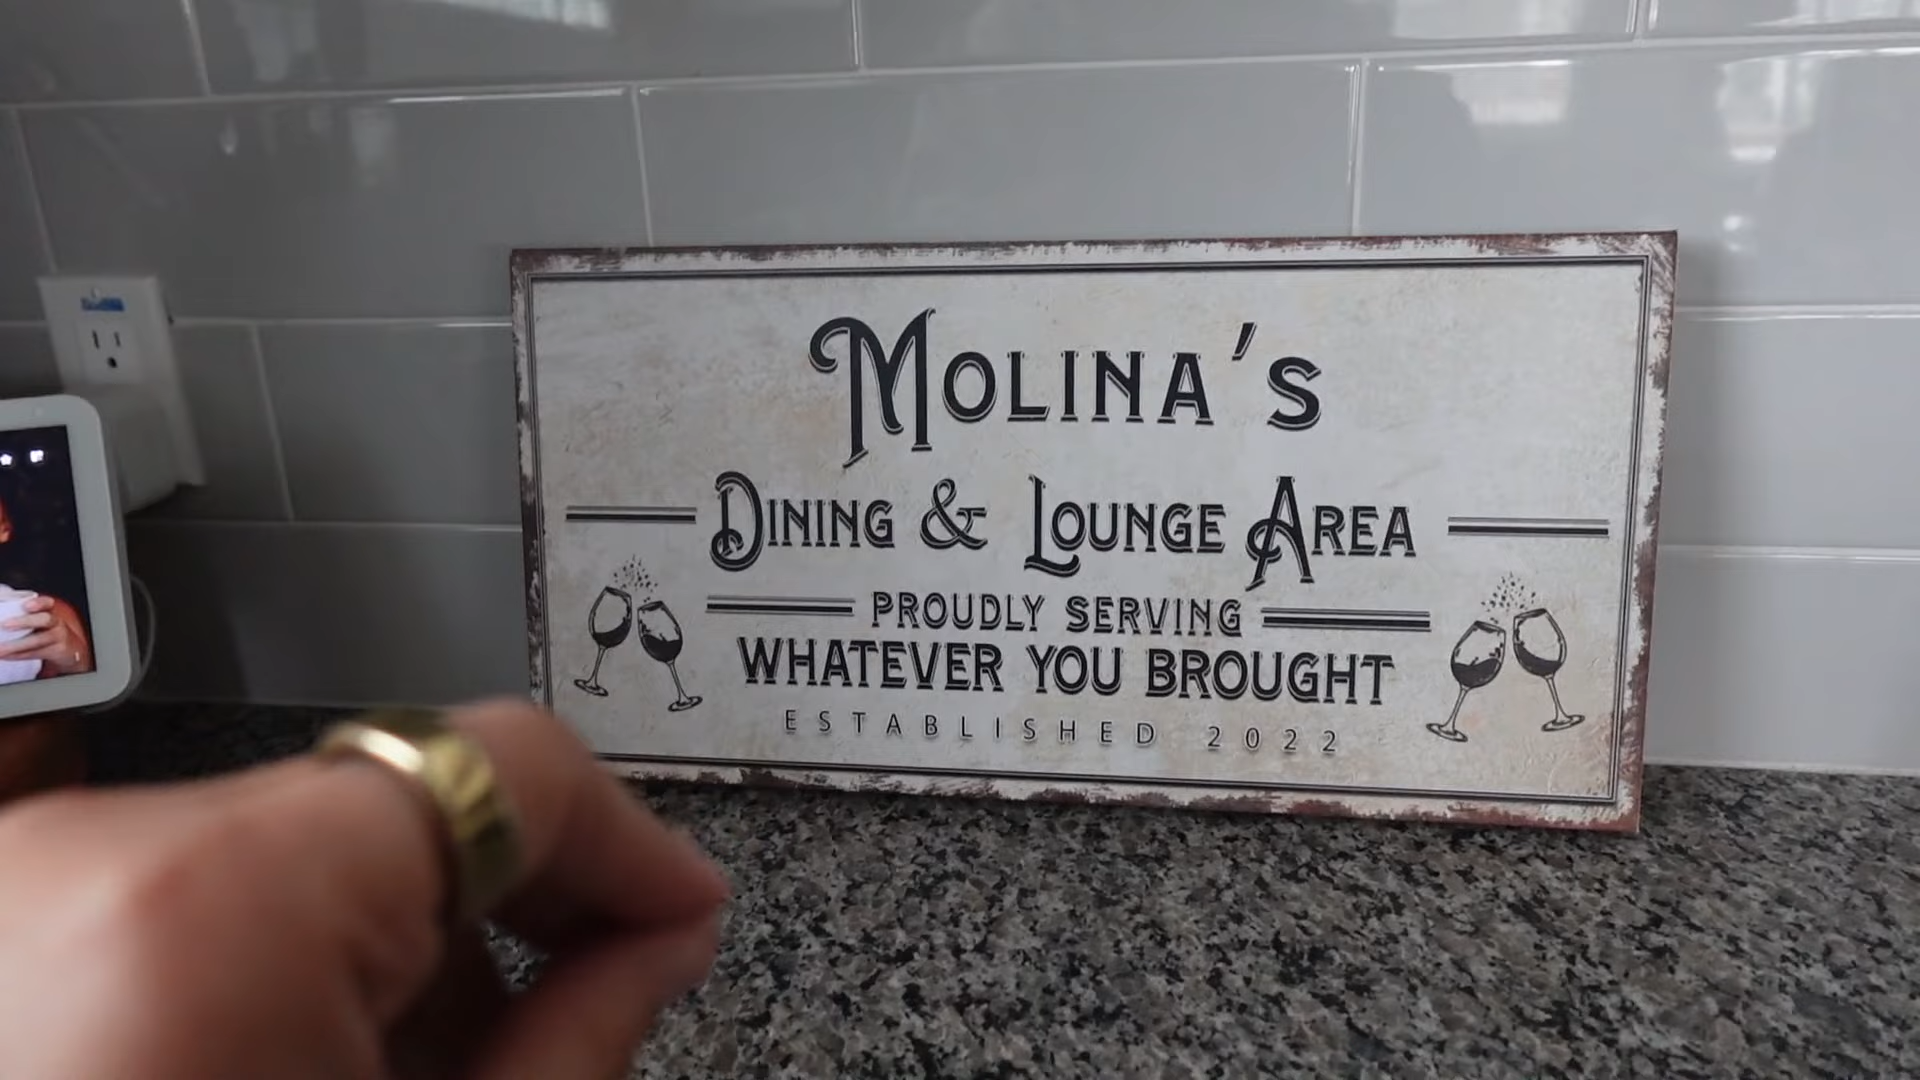 MOLINA'S
DINING & LOUNGE AREA
PROUDLY SERVING
WHATEVER YOU BROUGHT
ESTABLISHED 2022